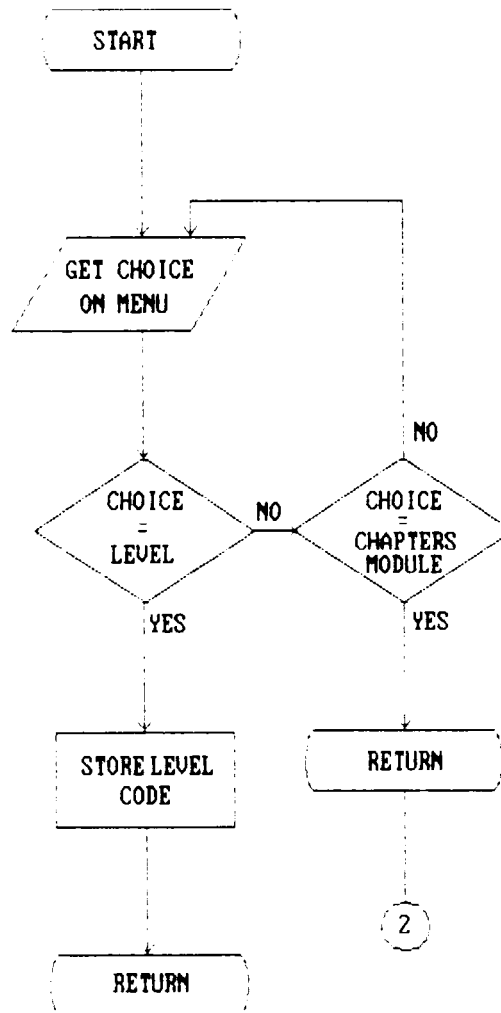 START
GET CHOICE
ON MENU
NO
CHOICE
=
LEVEL
NO
CHOICE
=
CHAPTERS
MODULE
YES
YES
STORE LEVEL
CODE
RETURN
2
RETURN